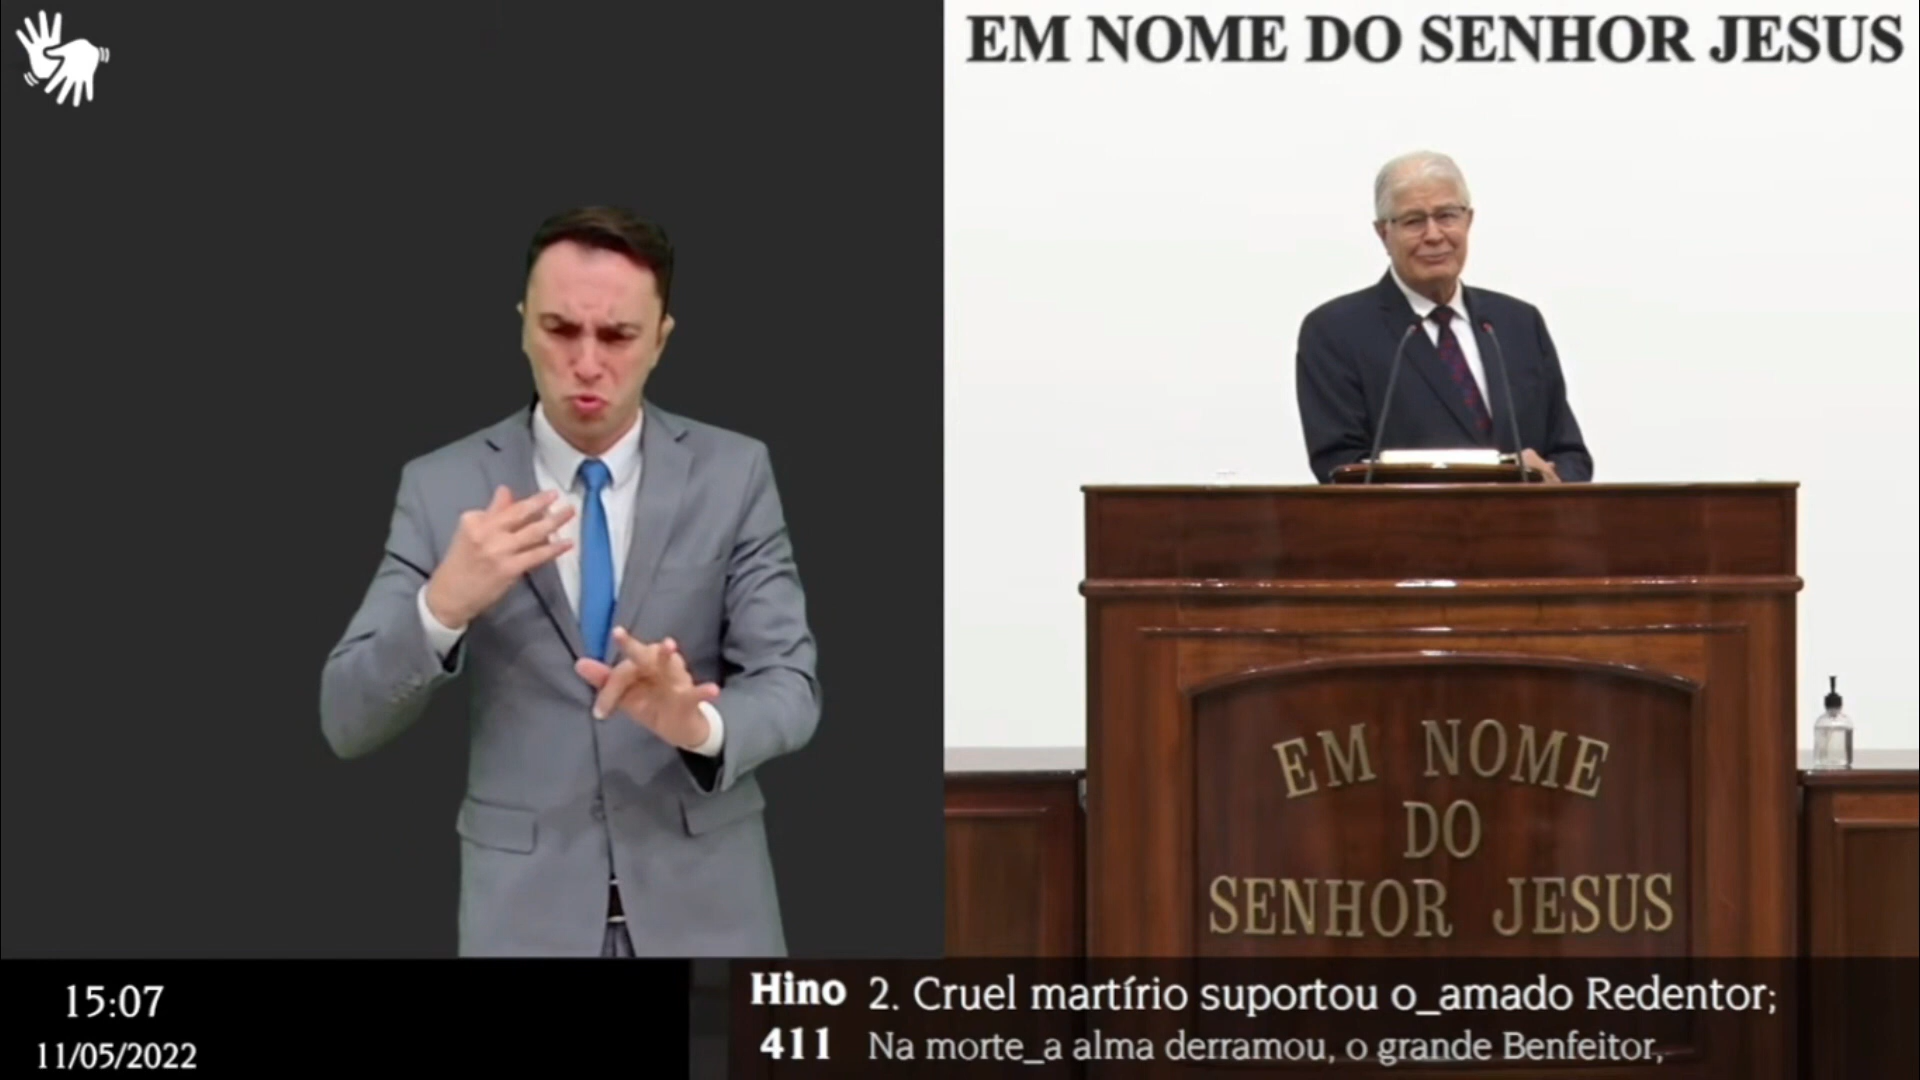 EM NOME DO SENHOR JESUS
EM NOME
DO
SENHOR JESUS
15:07
11/05/2022
Hino 2. Cruel martírio suportou o_amado Redentor;
411 Na morte_a alma derramou, o grande Benfeitor,